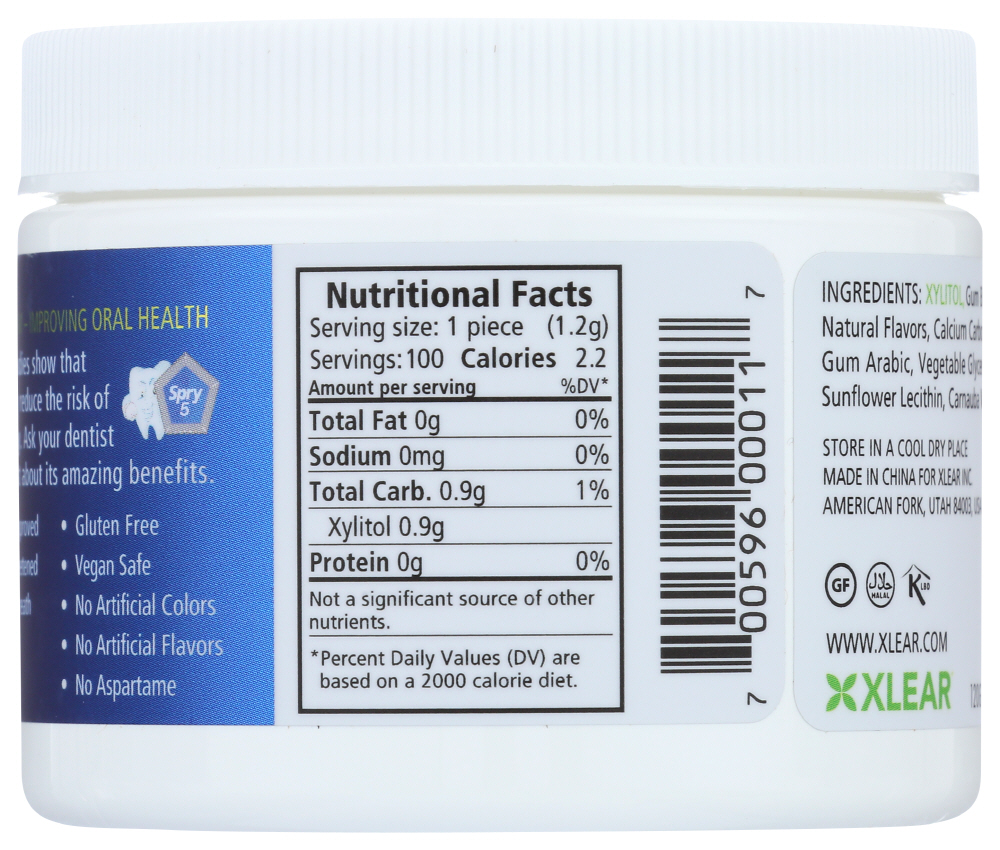 IMPROVING ORAL HEALTH
show that
reduce the risk of
Ask your dentist
about its amazing benefits.
Spry
5
• Gluten Free
• Vegan Safe
• No Artificial Colors
• No Artificial Flavors
• No Aspartame
Nutritional Facts
Serving size: 1 piece (1.2g)
Servings: 100 Calories 2.2
Amount per serving %DV*
Total Fat 0g 0%
Sodium 0mg 0%
Total Carb. 0.9g 1%
Xylitol 0.9g
Protein 0g 0%
Not a significant source of other
nutrients.
*Percent Daily Values (DV) are
based on a 2000 calorie diet.
7 00596 00011 7
INGREDIENTS: XYLITOL, Gum
Natural Flavors, Calcium
Gum Arabic, Vegetable
Sunflower Lecithin, Carnauba
STORE IN A COOL DRY PLACE
MADE IN CHINA FOR XLEAR INC
AMERICAN FORK, UTAH 84003,
GF
حلال
HALAL
K
LBD
WWW.XLEAR.COM
XLEAR